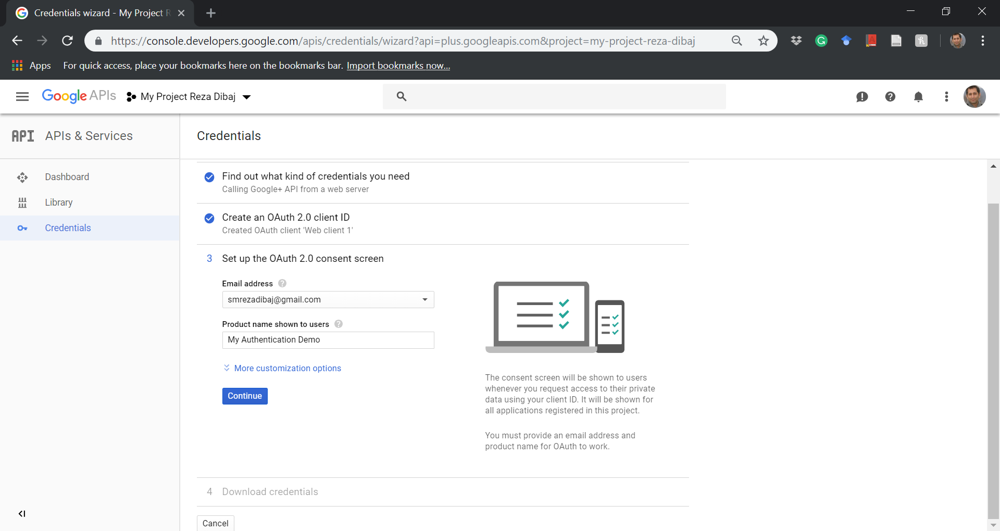 Credentials wizard - My Project R
https://console.developers.google.com/apis/credentials/wizard?api=plus.googleapis.com&project=my-project-reza-dibaj
Apps For quick access, place your bookmarks here on the bookmarks bar. Import bookmarks now...
Google APIs My Project Reza Dibaj
API APIs & Services
Credentials
Dashboard
Library
Credentials
Find out what kind of credentials you need
Calling Google+ API from a web server
Create an OAuth 2.0 client ID
Created OAuth client 'Web client 1'
3 Set up the OAuth 2.0 consent screen
Email address
smrezadibaj@gmail.com
Product name shown to users
My Authentication Demo
More customization options
Continue
The consent screen will be shown to users
whenever you request access to their private
data using your client ID. It will be shown for
all applications registered in this project.
You must provide an email address and
product name for OAuth to work.
4 Download credentials
Cancel